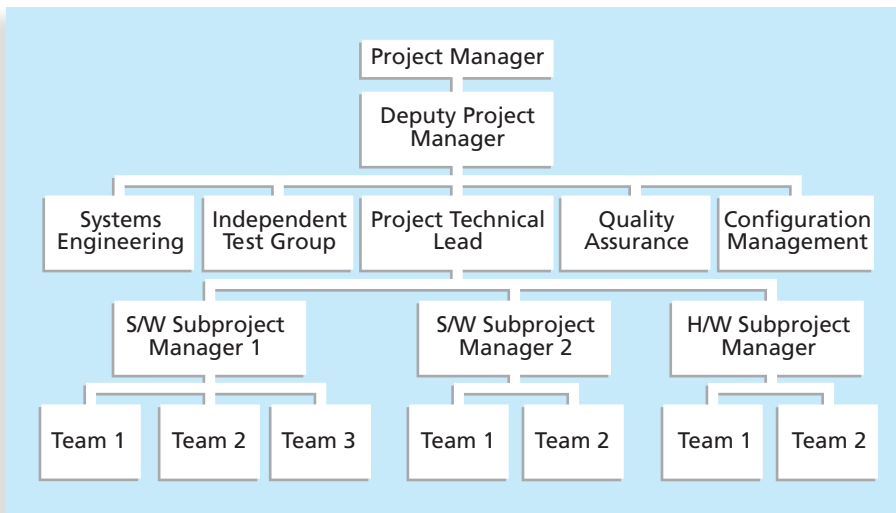 Project Manager
Deputy Project
Manager
Systems
Engineering
Independent
Test Group
Project Technical
Lead
Quality
Assurance
Configuration
Management
S/W Subproject
Manager 1
S/W Subproject
Manager 2
H/W Subproject
Manager
Team 1
Team 2
Team 3
Team 1
Team 2
Team 1
Team 2